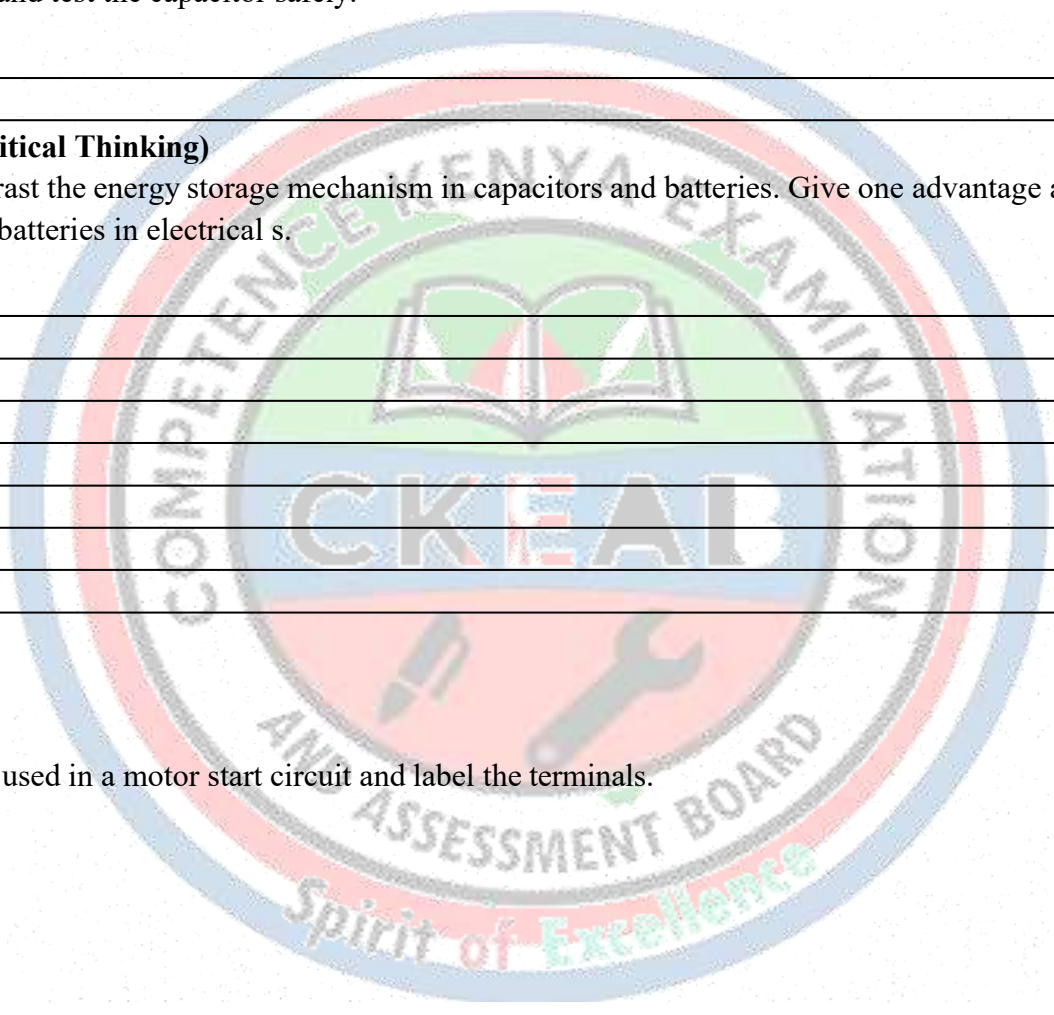 and test the capacitor safely.
itical Thinking)
rast the energy storage mechanism in capacitors and batteries. Give one advantage a
batteries in electrical s.
COMPETENCE KENYA EXAMINATION
CKEAB
AND ASSESSMENT BOARD
Spirit of Excellence
used in a motor start circuit and label the terminals.